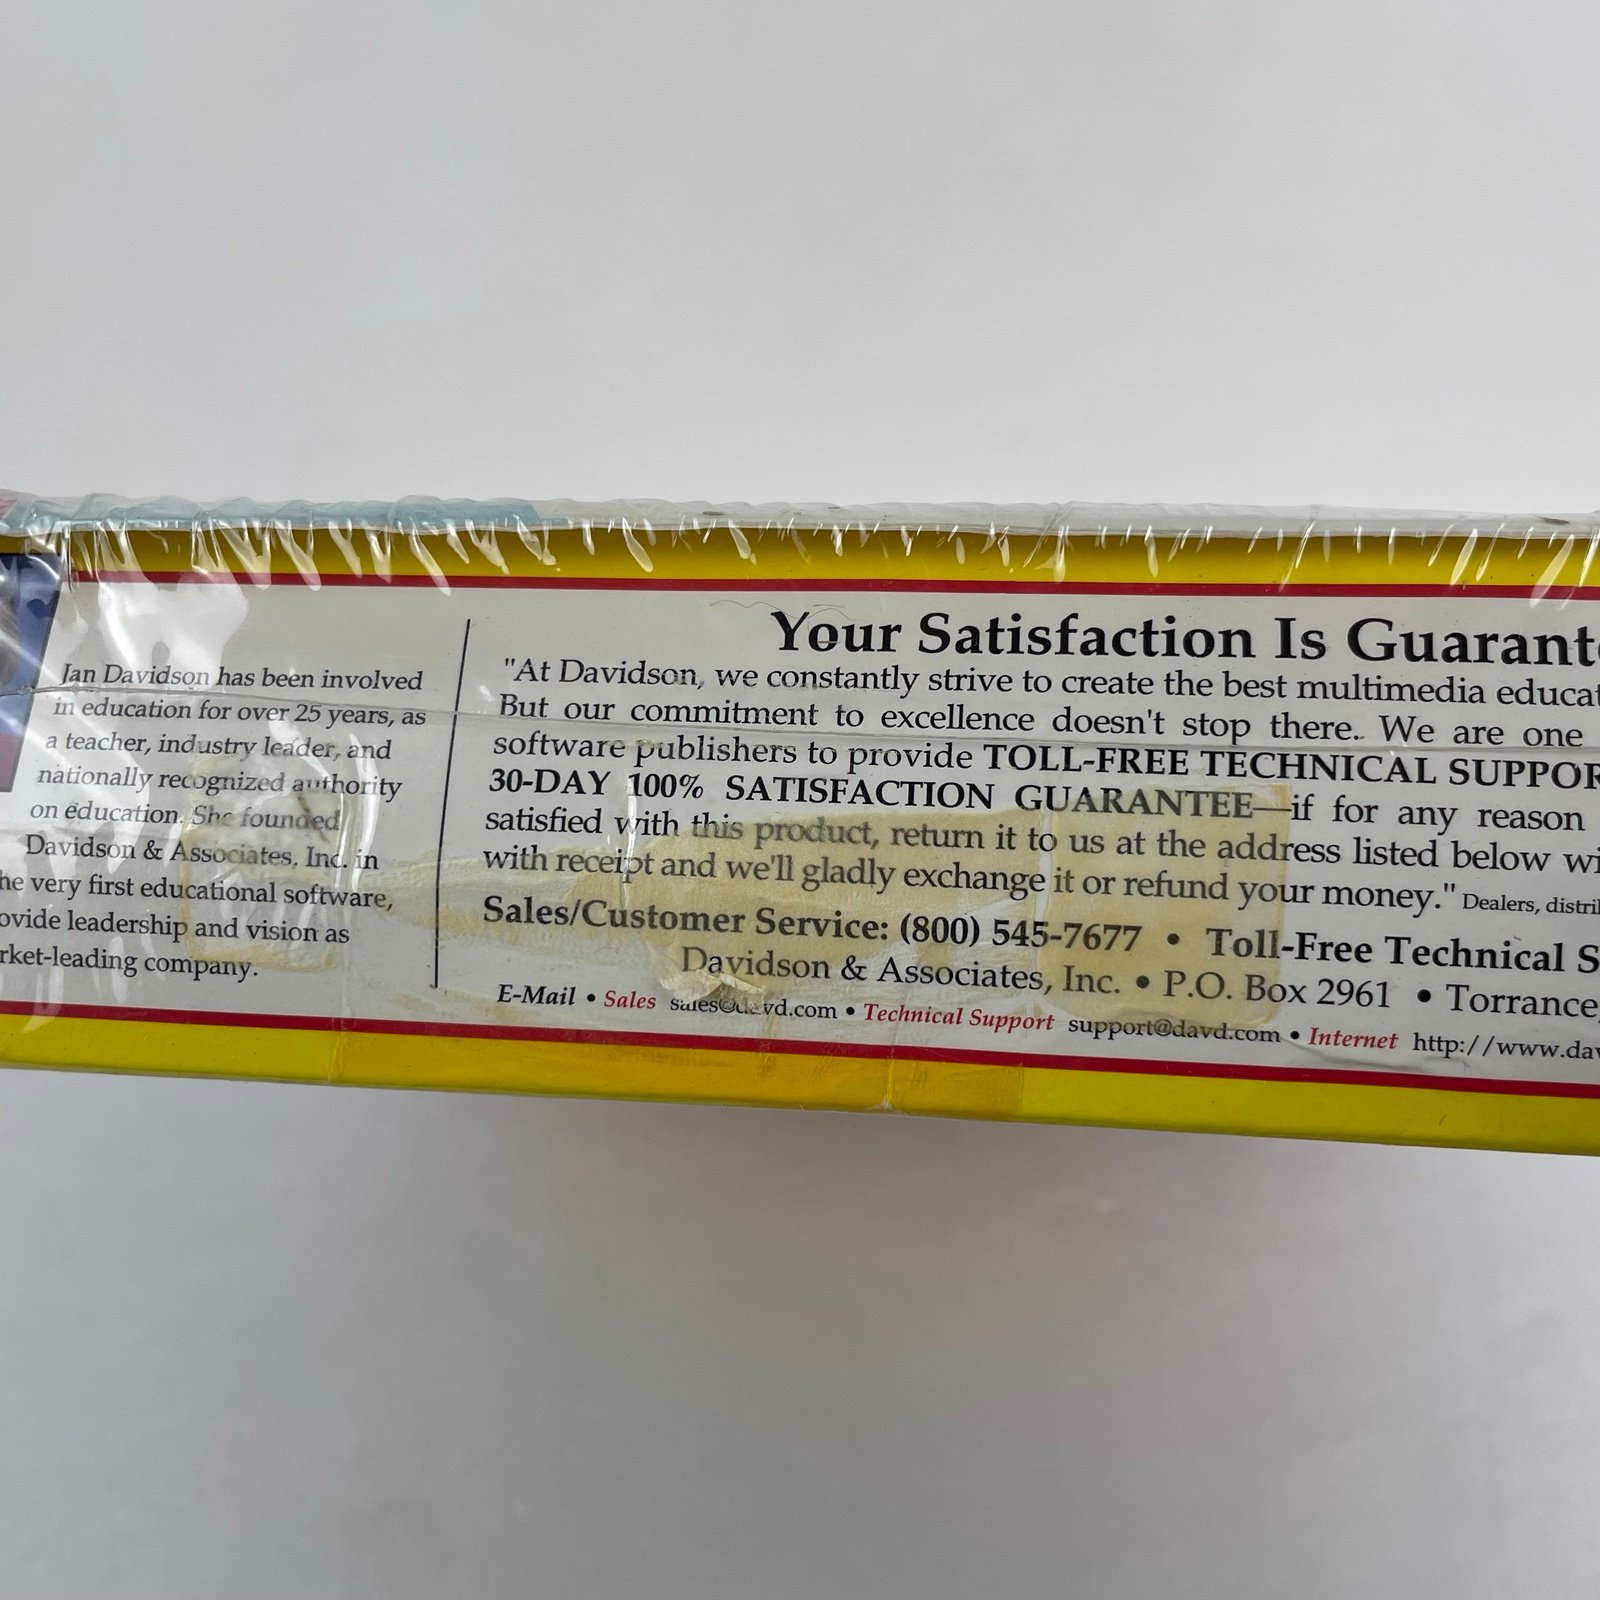 Jan Davidson has been involved
in education for over 25 years, as
a teacher, industry leader, and
nationally recognized authority
on education. She founded
Davidson & Associates, Inc. in
he very first educational software,
ovide leadership and vision as
rket-leading company.
Your Satisfaction Is Guarant
"At Davidson, we constantly strive to create the best multimedia educat
But our commitment to excellence doesn't stop there. We are one
software publishers to provide TOLL-FREE TECHNICAL SUPPOR
30-DAY 100% SATISFACTION GUARANTEE—if for any reason
satisfied with this product, return it to us at the address listed below wi
with receipt and we'll gladly exchange it or refund your money." Dealers, distri
Sales/Customer Service: (800) 545-7677 • Toll-Free Technical S
Davidson & Associates, Inc. • P.O. Box 2961 • Torrance,
E-Mail • Sales sales@davd.com • Technical Support support@davd.com • Internet http://www.dav